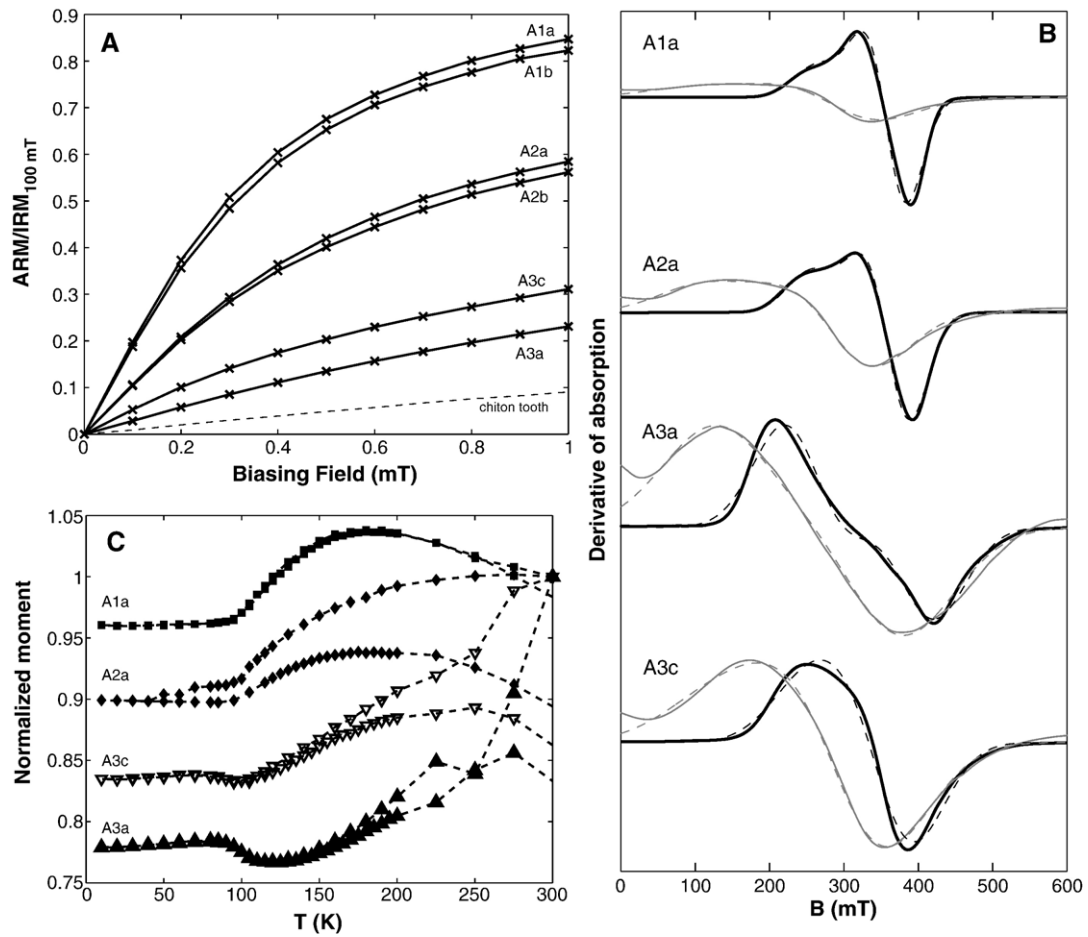 A
ARM/IRM100 mT
0.9
0.8
0.7
0.6
0.5
0.4
0.3
0.2
0.1
0
A1a
A1b
A2a
A2b
A3c
A3a
chiton tooth
0 0.2 0.4 0.6 0.8 1
Biasing Field (mT)
B
Derivative of absorption
A1a
A2a
A3a
A3c
0 100 200 300 400 500 600
B (mT)
C
Normalized moment
1.05
1
0.95
0.9
0.85
0.8
0.75
A1a
A2a
A3c
A3a
0 50 100 150 200 250 300
T (K)